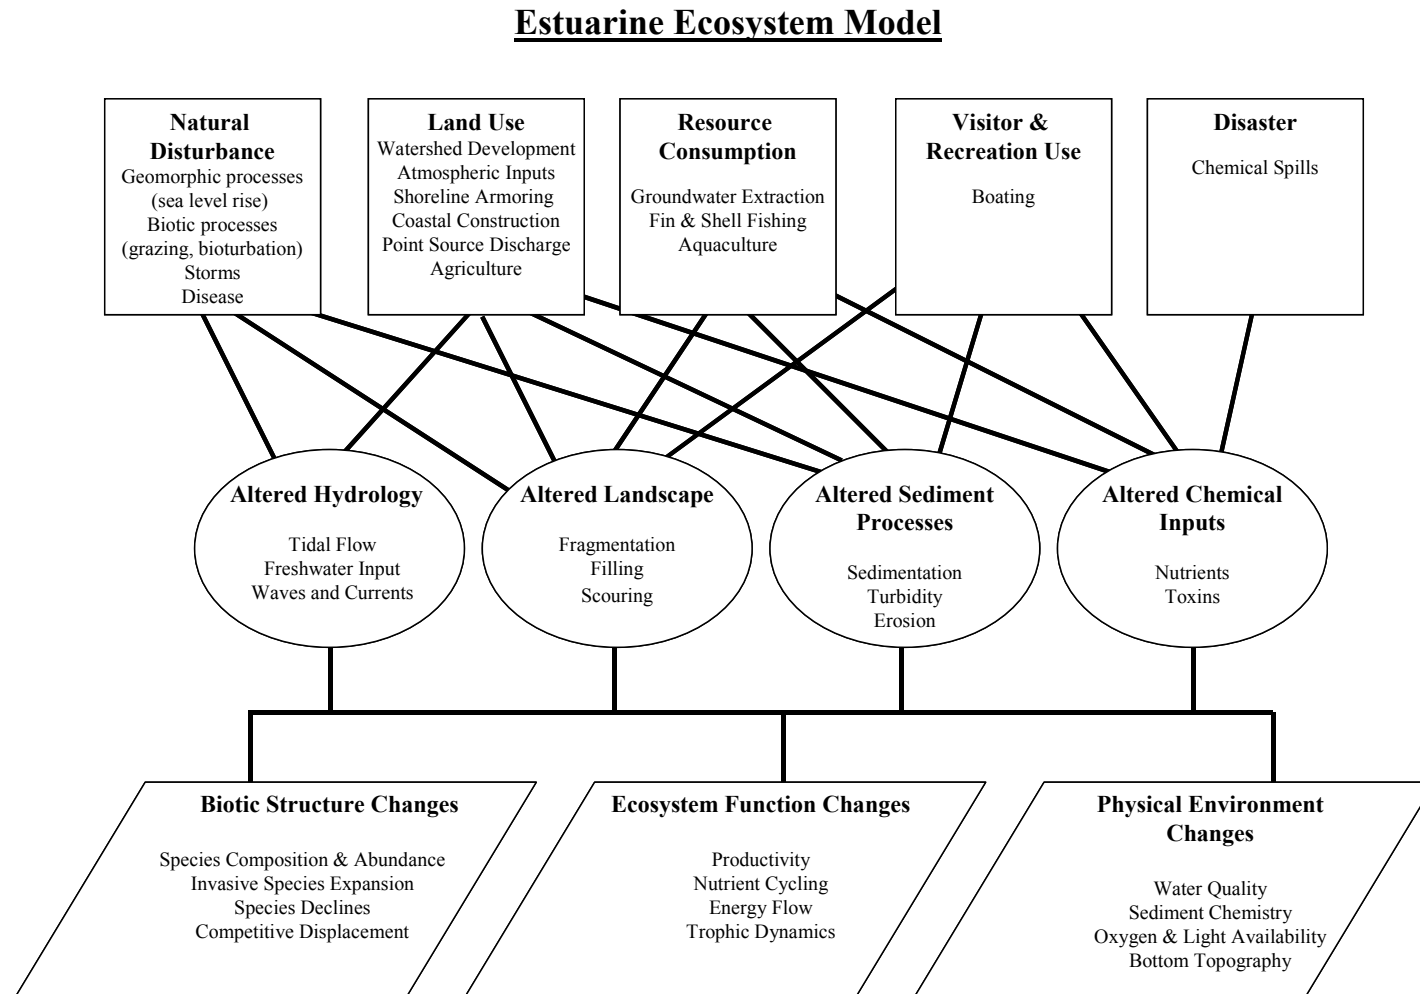 Estuarine Ecosystem Model
Natural
Disturbance
Geomorphic processes
(sea level rise)
Biotic processes
(grazing, bioturbation)
Storms
Disease
Land Use
Watershed Development
Atmospheric Inputs
Shoreline Armoring
Coastal Construction
Point Source Discharge
Agriculture
Resource
Consumption
Groundwater Extraction
Fin & Shell Fishing
Aquaculture
Visitor &
Recreation Use
Boating
Disaster
Chemical Spills
Altered Hydrology
Tidal Flow
Freshwater Input
Waves and Currents
Altered Landscape
Fragmentation
Filling
Scouring
Altered Sediment
Processes
Sedimentation
Turbidity
Erosion
Altered Chemical
Inputs
Nutrients
Toxins
Biotic Structure Changes
Species Composition & Abundance
Invasive Species Expansion
Species Declines
Competitive Displacement
Ecosystem Function Changes
Productivity
Nutrient Cycling
Energy Flow
Trophic Dynamics
Physical Environment
Changes
Water Quality
Sediment Chemistry
Oxygen & Light Availability
Bottom Topography